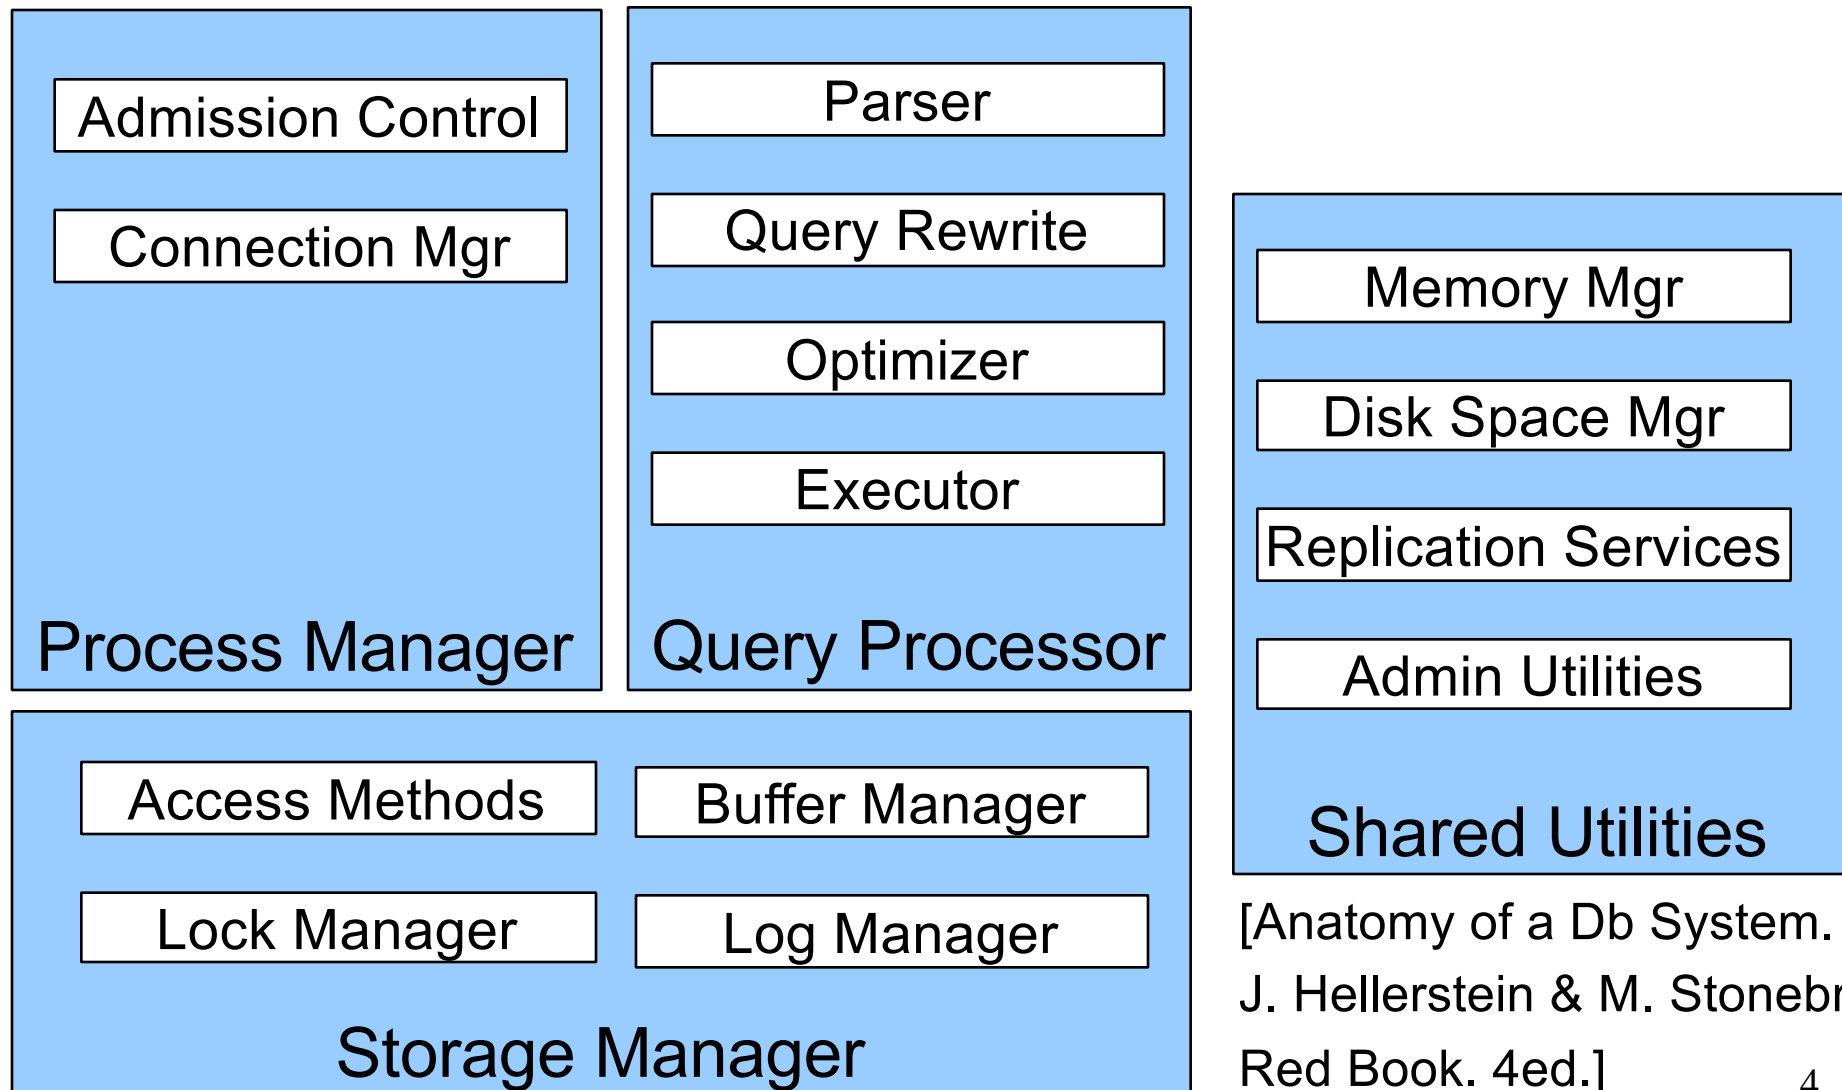 Admission Control
Connection Mgr
Process Manager
Parser
Query Rewrite
Optimizer
Executor
Query Processor
Memory Mgr
Disk Space Mgr
Replication Services
Admin Utilities
Shared Utilities
Access Methods
Buffer Manager
Lock Manager
Log Manager
Storage Manager
[Anatomy of a Db System.
J. Hellerstein & M. Stonebr
Red Book. 4ed.]
4